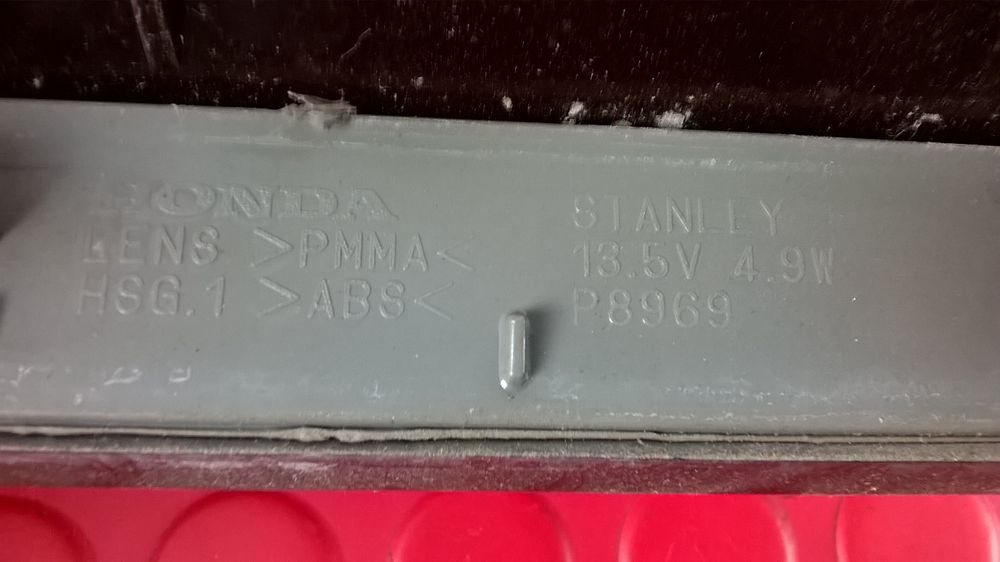 HONDA
LENS >PMMA<
HSG.1 >ABS<
STANLEY
13.5V 4.9W
P8969